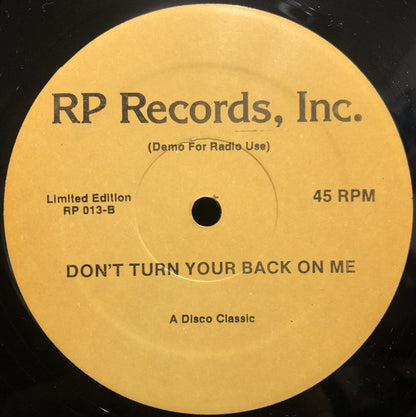 RP Records, Inc.
(Demo For Radio Use)
Limited Edition
RP 013-B
45 RPM
DON'T TURN YOUR BACK ON ME
A Disco Classic